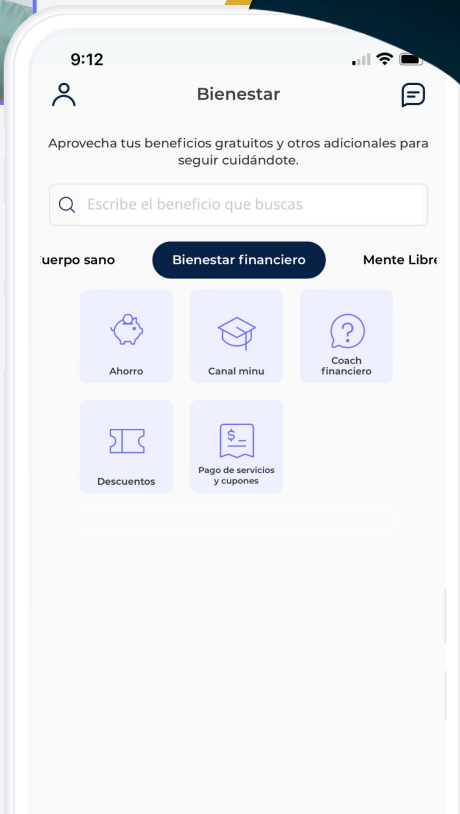 9:12
Bienestar
Aprovecha tus beneficios gratuitos y otros adicionales para
seguir cuidándote.
Escribe el beneficio que buscas
uerpo sano Bienestar financiero Mente Libre
Ahorro Canal minu Coach
financiero
Descuentos Pago de servicios
y cupones